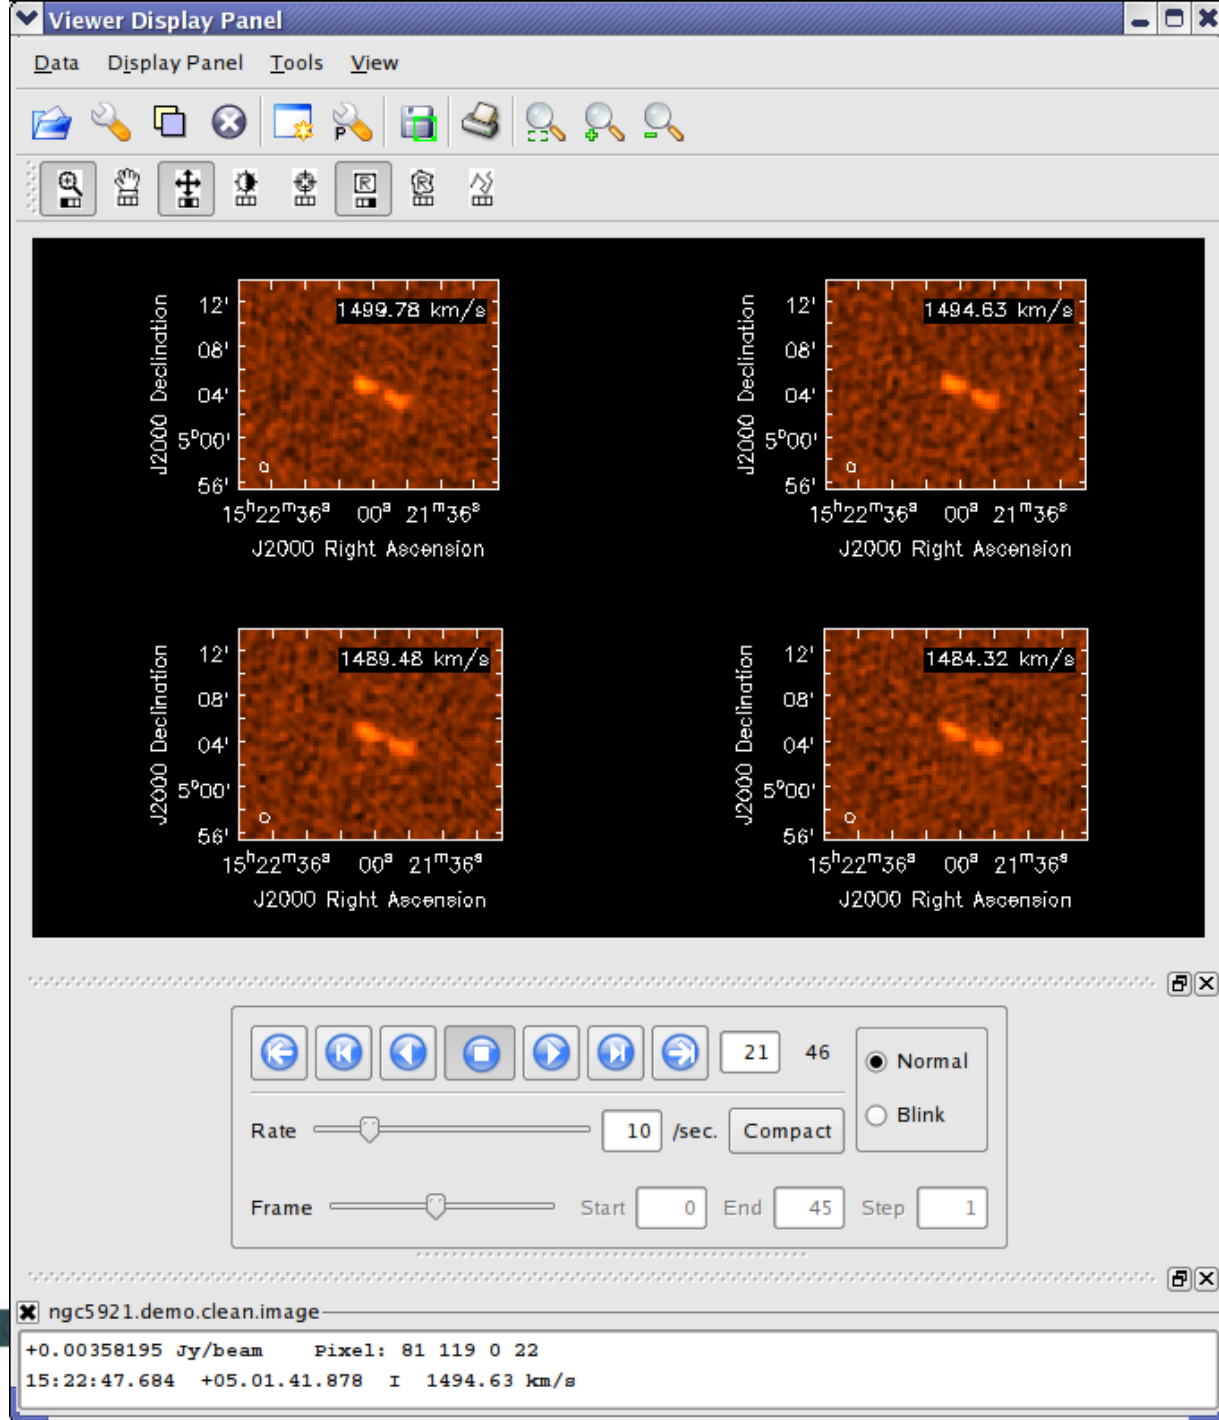 Viewer Display Panel
Data Display Panel Tools View
P
R R
1499.78 km/s
J2000 Declination
12'
08'
04'
5°00'
56'
15h22m36s 00s 21m36s
J2000 Right Ascension
1494.63 km/s
J2000 Declination
12'
08'
04'
5°00'
56'
15h22m36s 00s 21m36s
J2000 Right Ascension
1489.48 km/s
J2000 Declination
12'
08'
04'
5°00'
56'
15h22m36s 00s 21m36s
J2000 Right Ascension
1484.32 km/s
J2000 Declination
12'
08'
04'
5°00'
56'
15h22m36s 00s 21m36s
J2000 Right Ascension
21 46
Normal
Blink
Rate 10 /sec. Compact
Frame Start 0 End 45 Step 1
ngc5921.demo.clean.image
+0.00358195 Jy/beam Pixel: 81 119 0 22
15:22:47.684 +05.01.41.878 I 1494.63 km/s